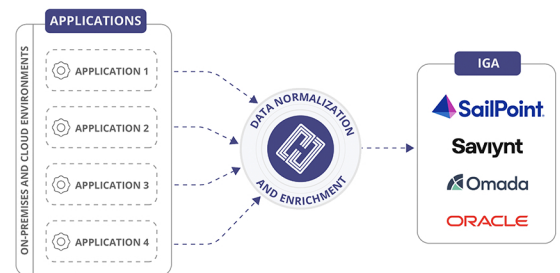 APPLICATIONS
ON-PREMISES AND CLOUD ENVIRONMENTS
APPLICATION 1
APPLICATION 2
APPLICATION 3
APPLICATION 4
DATA NORMALIZATION
AND ENRICHMENT
IGA
SailPoint
Saviynt
Omada
ORACLE